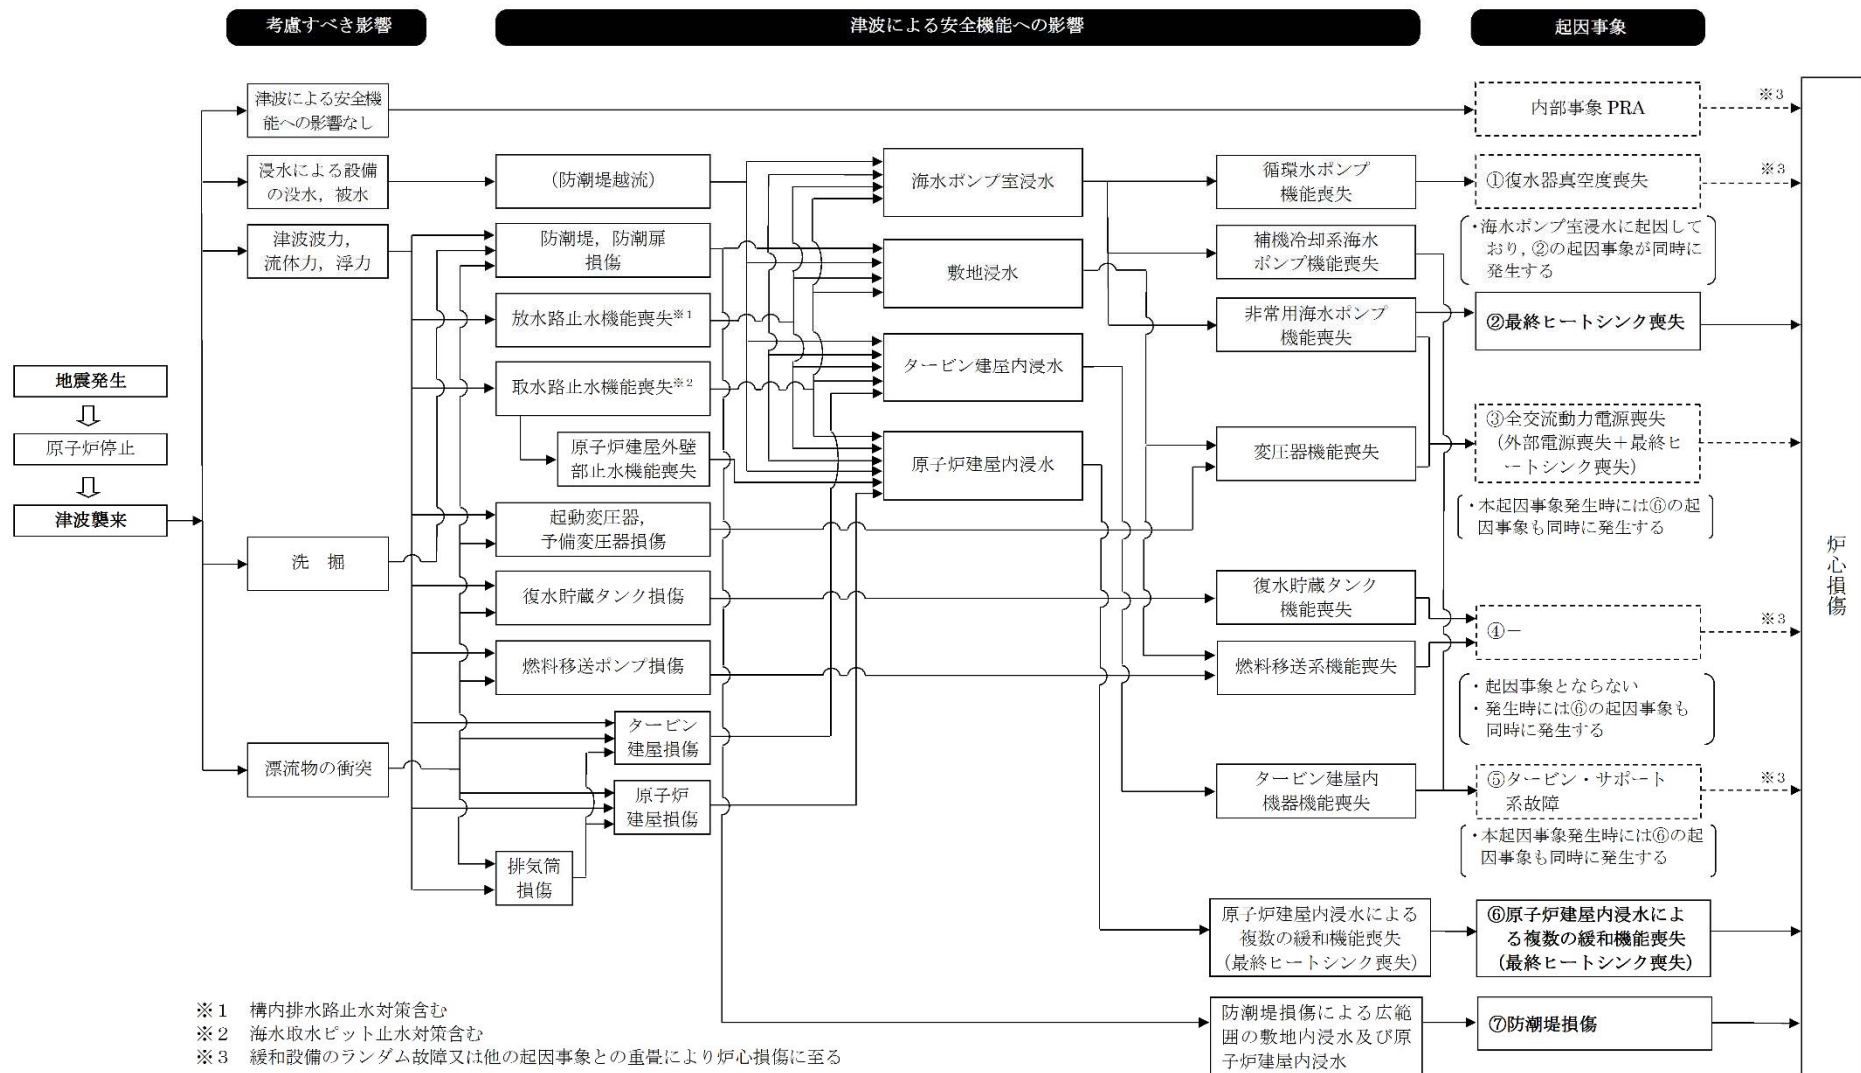 考慮すべき影響
津波による安全機能への影響
起因事象
津波による安全機
能への影響なし
内部事象 PRA
※3
浸水による設備
の没水，被水
（防潮堤越流）
海水ポンプ室浸水
循環水ポンプ
機能喪失
①復水器真空度喪失
※3
・海水ポンプ室浸水に起因して
おり，②の起因事象が同時に
発生する
津波波力，
流体力，浮力
防潮堤，防潮扉
損傷
敷地浸水
補機冷却系海水
ポンプ機能喪失
放水路止水機能喪失※1
非常用海水ポンプ
機能喪失
②最終ヒートシンク喪失
地震発生
原子炉停止
津波襲来
取水路止水機能喪失※2
タービン建屋内浸水
原子炉建屋外壁
部止水機能喪失
原子炉建屋内浸水
変圧器機能喪失
③全交流動力電源喪失
（外部電源喪失＋最終ヒ
ートシンク喪失）
※3
・本起因事象発生時には⑥の起
因事象も同時に発生する
洗　掘
起動変圧器，
予備変圧器損傷
炉心損傷
復水貯蔵タンク損傷
復水貯蔵タンク
機能喪失
④－
※3
燃料移送ポンプ損傷
燃料移送系機能喪失
・起因事象とならない
・発生時には⑥の起因事象も
同時に発生する
漂流物の衝突
タービン
建屋損傷
原子炉
建屋損傷
タービン建屋内
機器機能喪失
⑤タービン・サポート
系故障
※3
・本起因事象発生時には⑥の起
因事象も同時に発生する
排気筒
損傷
原子炉建屋内浸水による
複数の緩和機能喪失
（最終ヒートシンク喪失）
⑥原子炉建屋内浸水によ
る複数の緩和機能喪失
（最終ヒートシンク喪失）
防潮堤損傷による広範
囲の敷地内浸水及び原
子炉建屋内浸水
⑦防潮堤損傷
※1　構内排水路止水対策含む
※2　海水取水ピット止水対策含む
※3　緩和設備のランダム故障又は他の起因事象との重畳により炉心損傷に至る